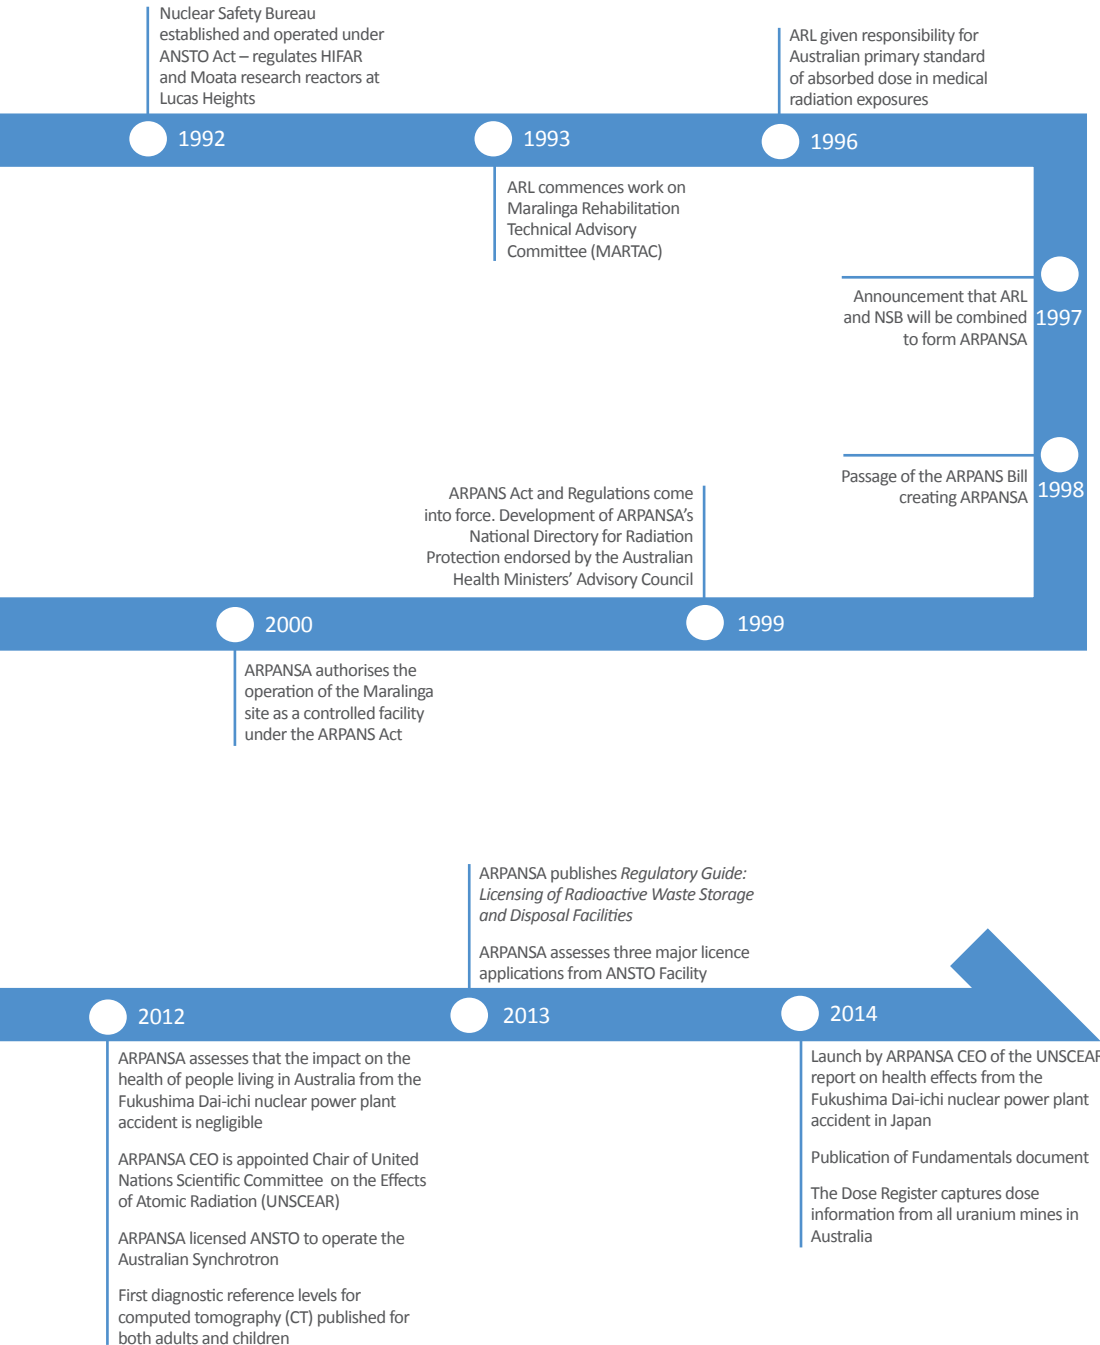 Nuclear Safety Bureau
established and operated under
ANSTO Act – regulates HIFAR
and Moata research reactors at
Lucas Heights
ARL given responsibility for
Australian primary standard
of absorbed dose in medical
radiation exposures
1992
1993
1996
ARL commences work on
Maralinga Rehabilitation
Technical Advisory
Committee (MARTAC)
Announcement that ARL
and NSB will be combined
to form ARPANSA
1997
Passage of the ARPANS Bill
creating ARPANSA
1998
ARPANS Act and Regulations come
into force. Development of ARPANSA’s
National Directory for Radiation
Protection endorsed by the Australian
Health Ministers’ Advisory Council
1999
2000
ARPANSA authorises the
operation of the Maralinga
site as a controlled facility
under the ARPANS Act
ARPANSA publishes Regulatory Guide:
Licensing of Radioactive Waste Storage
and Disposal Facilities
ARPANSA assesses three major licence
applications from ANSTO Facility
2012
2013
2014
ARPANSA assesses that the impact on the
health of people living in Australia from the
Fukushima Dai-ichi nuclear power plant
accident is negligible
ARPANSA CEO is appointed Chair of United
Nations Scientific Committee on the Effects
of Atomic Radiation (UNSCEAR)
ARPANSA licensed ANSTO to operate the
Australian Synchrotron
First diagnostic reference levels for
computed tomography (CT) published for
both adults and children
Launch by ARPANSA CEO of the UNSCEAR
report on health effects from the
Fukushima Dai-ichi nuclear power plant
accident in Japan
Publication of Fundamentals document
The Dose Register captures dose
information from all uranium mines in
Australia